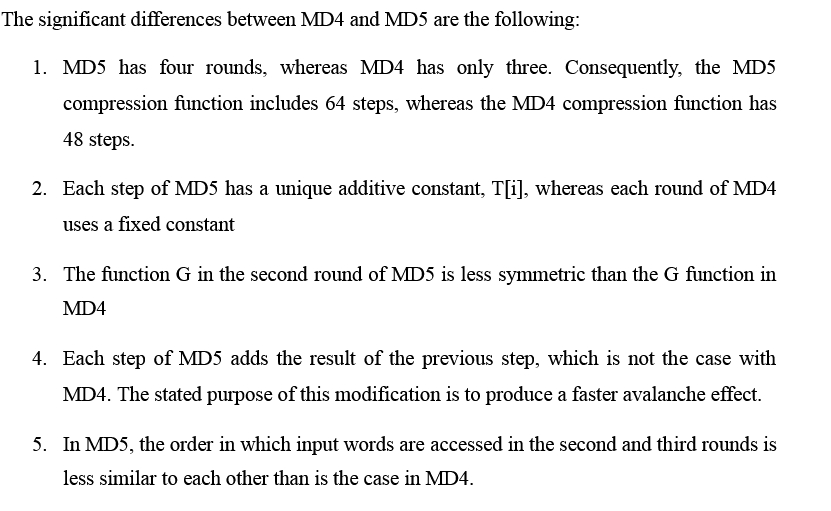 The significant differences between MD4 and MD5 are the following:
1. MD5 has four rounds, whereas MD4 has only three. Consequently, the MD5
compression function includes 64 steps, whereas the MD4 compression function has
48 steps.
2. Each step of MD5 has a unique additive constant, T[i], whereas each round of MD4
uses a fixed constant
3. The function G in the second round of MD5 is less symmetric than the G function in
MD4
4. Each step of MD5 adds the result of the previous step, which is not the case with
MD4. The stated purpose of this modification is to produce a faster avalanche effect.
5. In MD5, the order in which input words are accessed in the second and third rounds is
less similar to each other than is the case in MD4.